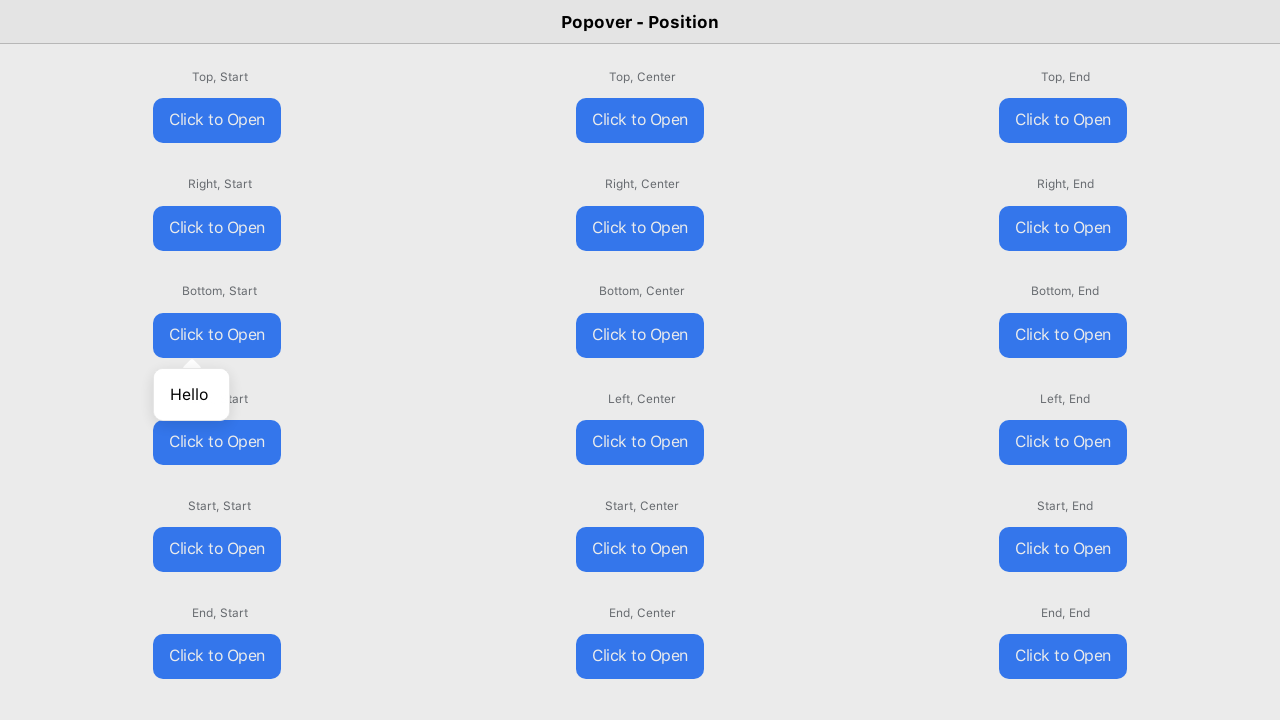 Popover - Position
Top, Start
Top, Center
Top, End
Click to Open
Click to Open
Click to Open
Right, Start
Right, Center
Right, End
Click to Open
Click to Open
Click to Open
Bottom, Start
Bottom, Center
Bottom, End
Click to Open
Click to Open
Click to Open
Hello
Left, Center
Left, End
Click to Open
Click to Open
Click to Open
Start, Start
Start, Center
Start, End
Click to Open
Click to Open
Click to Open
End, Start
End, Center
End, End
Click to Open
Click to Open
Click to Open